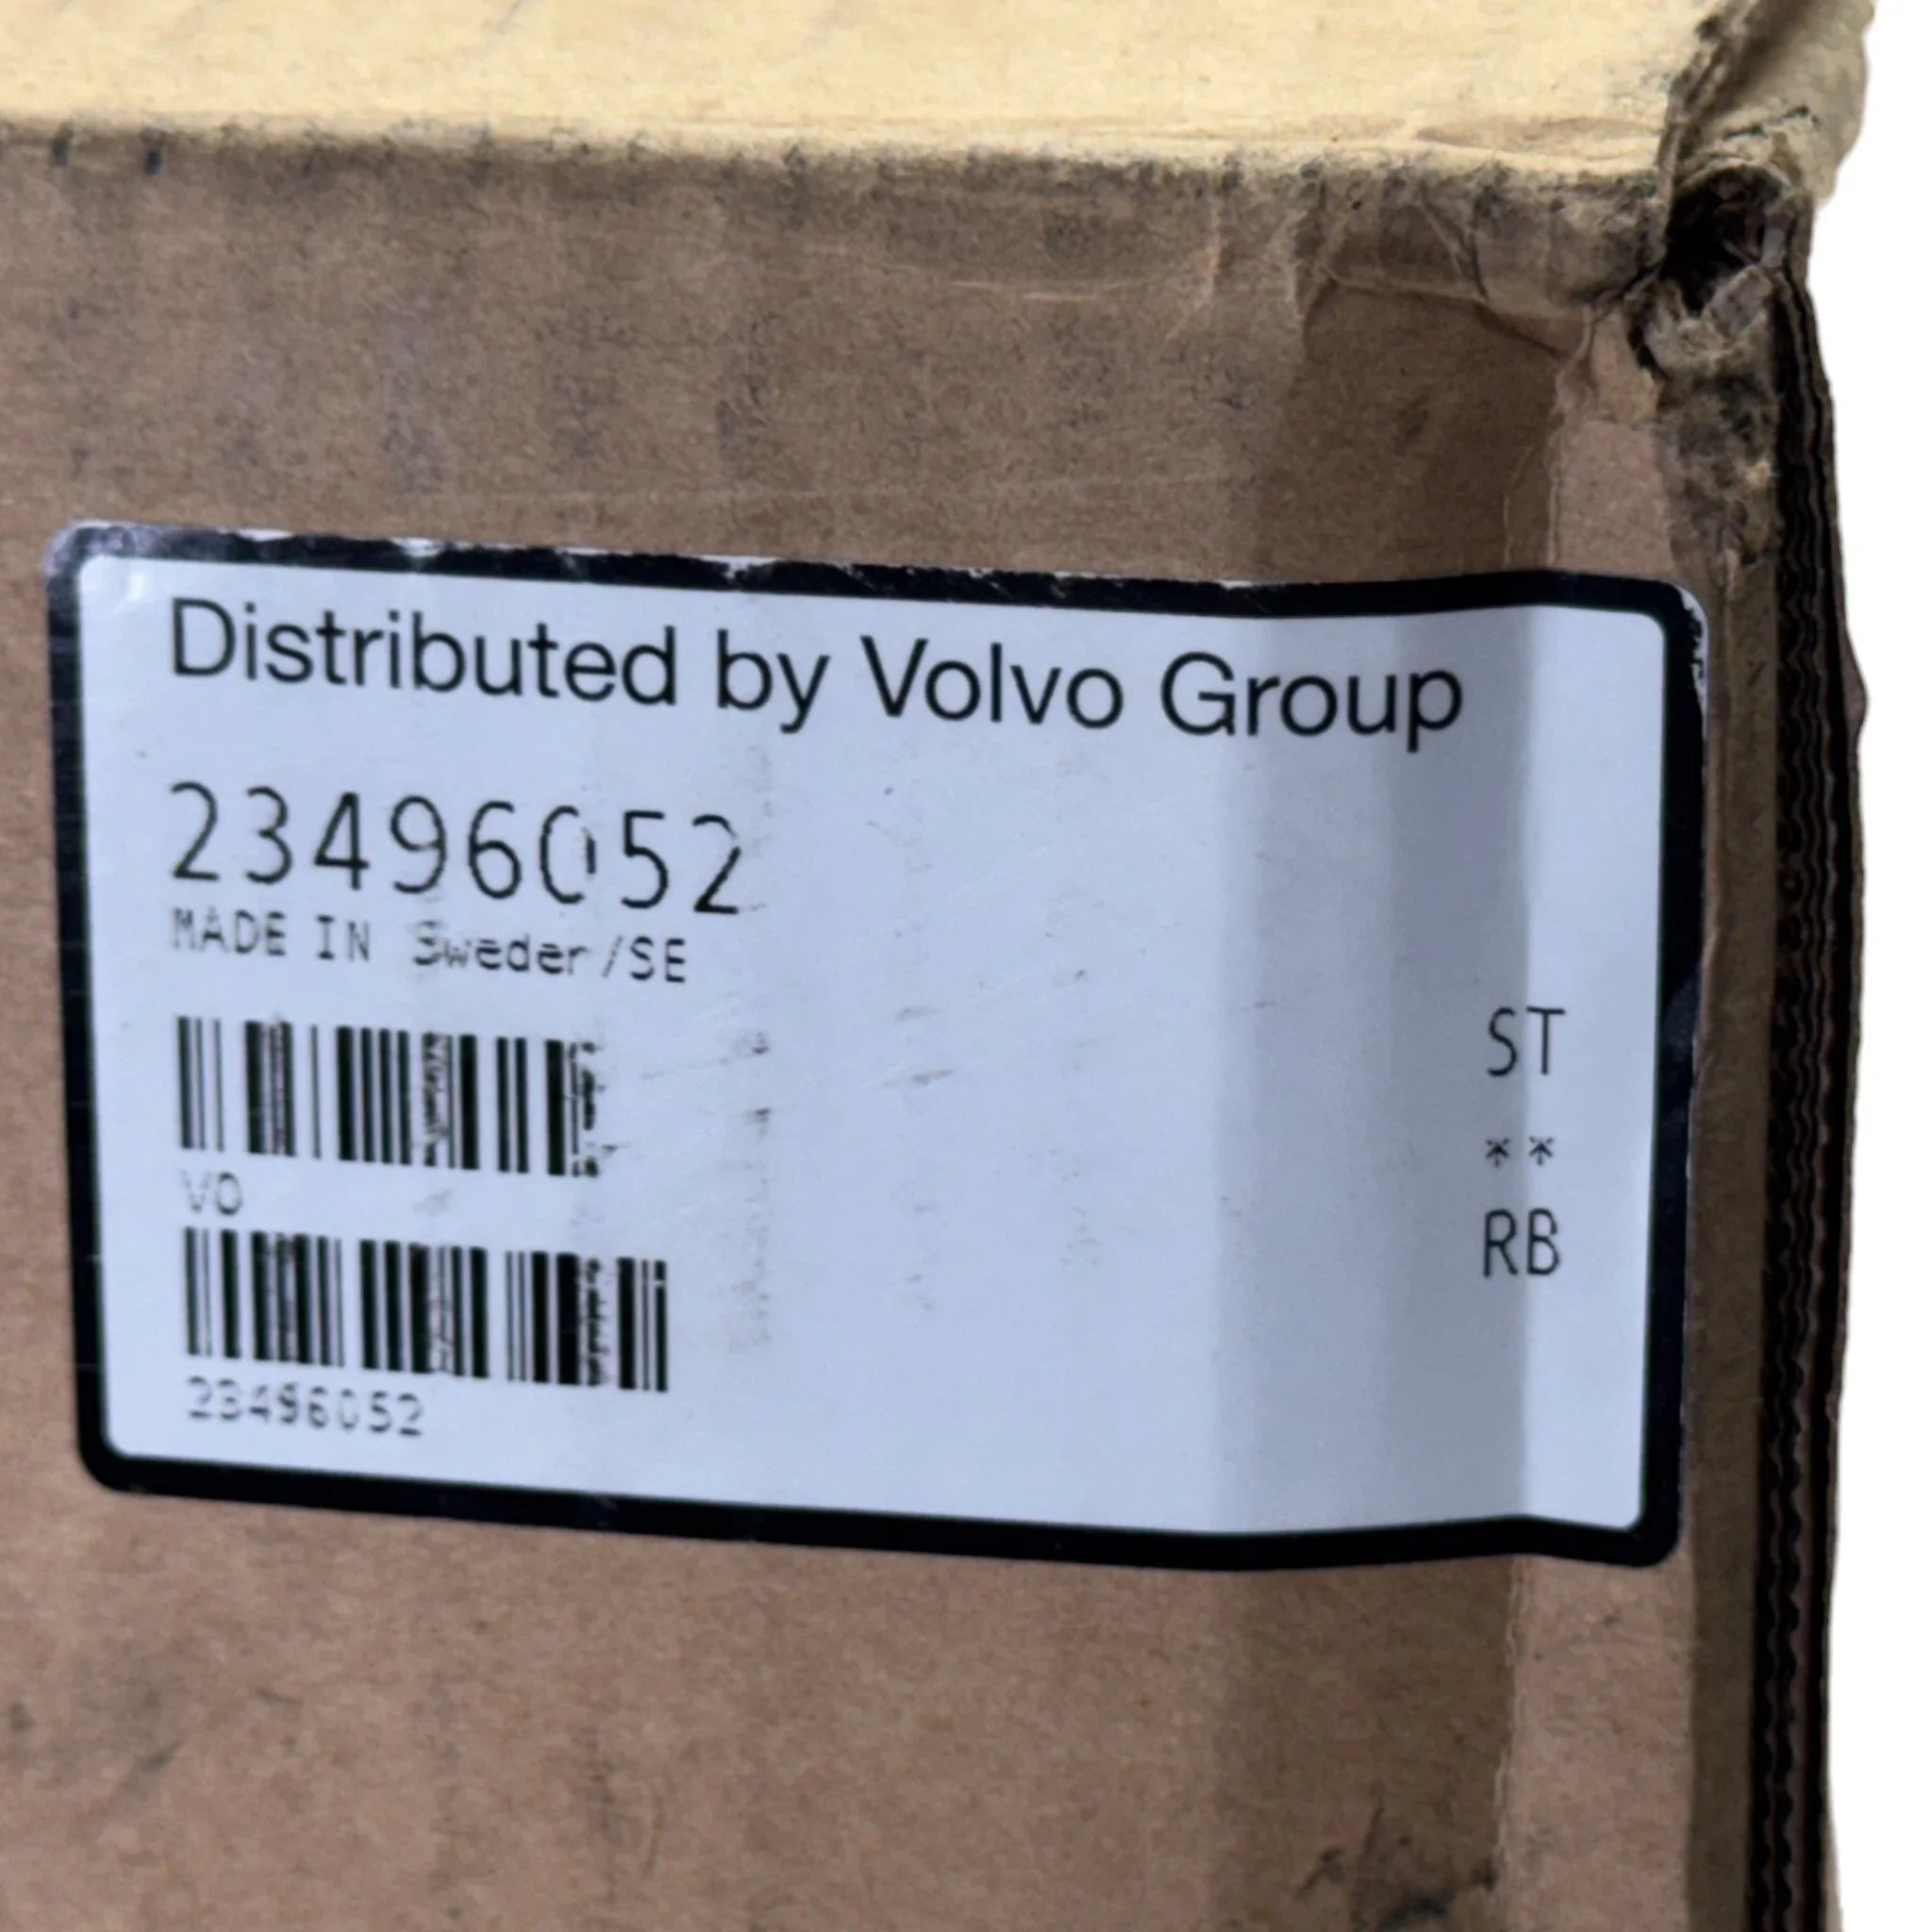 Distributed by Volvo Group
23496052
MADE IN Sweden/SE
ST
VO
**
RB
23496052